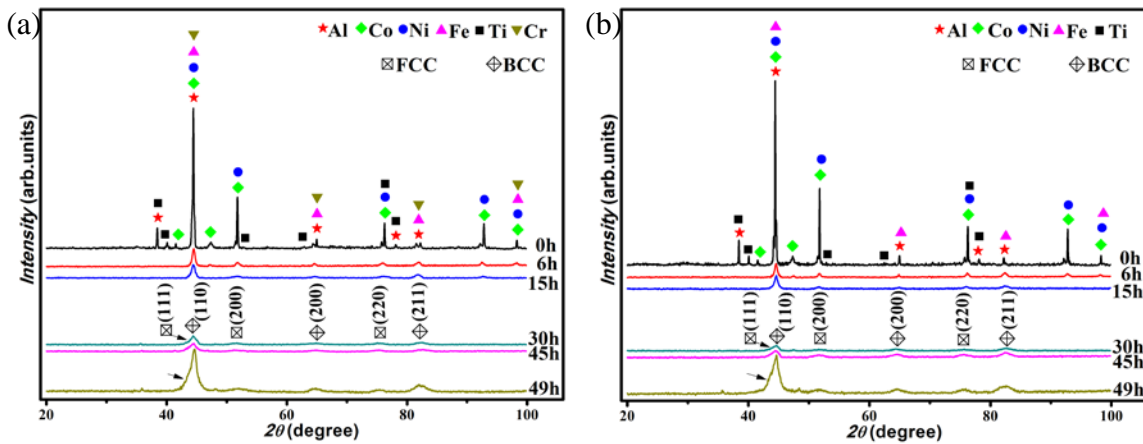 (a)
Al Co Ni Fe Ti Cr
FCC BCC
Intensity (arb.units)
0h
6h
15h
(111) (110) (200) (200) (220) (211)
30h
45h
49h
20 40 60 80 100
2θ (degree)
(b)
Al Co Ni Fe Ti
FCC BCC
Intensity (arb.units)
0h
6h
15h
(111) (110) (200) (200) (220) (211)
30h
45h
49h
20 40 60 80 100
2θ (degree)